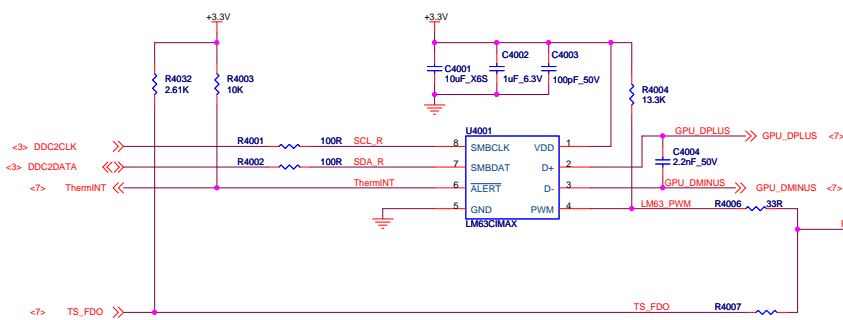 +3.3V
+3.3V
R4032
2.61K
R4003
10K
C4001
10uF_X6S
C4002
1uF_6.3V
C4003
100pF_50V
R4004
13.3K
<3> DDC2CLK
R4001
100R
SCL_R
<3> DDC2DATA
R4002
100R
SDA_R
<7> ThermINT
ThermINT
U4001
8 SMBCLK VDD 1
7 SMBDAT D+ 2
6 ALERT D- 3
5 GND PWM 4
LM63CIMAX
GPU_DPLUS
GPU_DPLUS <7>
C4004
2.2nF_50V
GPU_DMINUS
GPU_DMINUS <7>
LM63_PWM
R4006
33R
<7> TS_FDO
TS_FDO
R4007